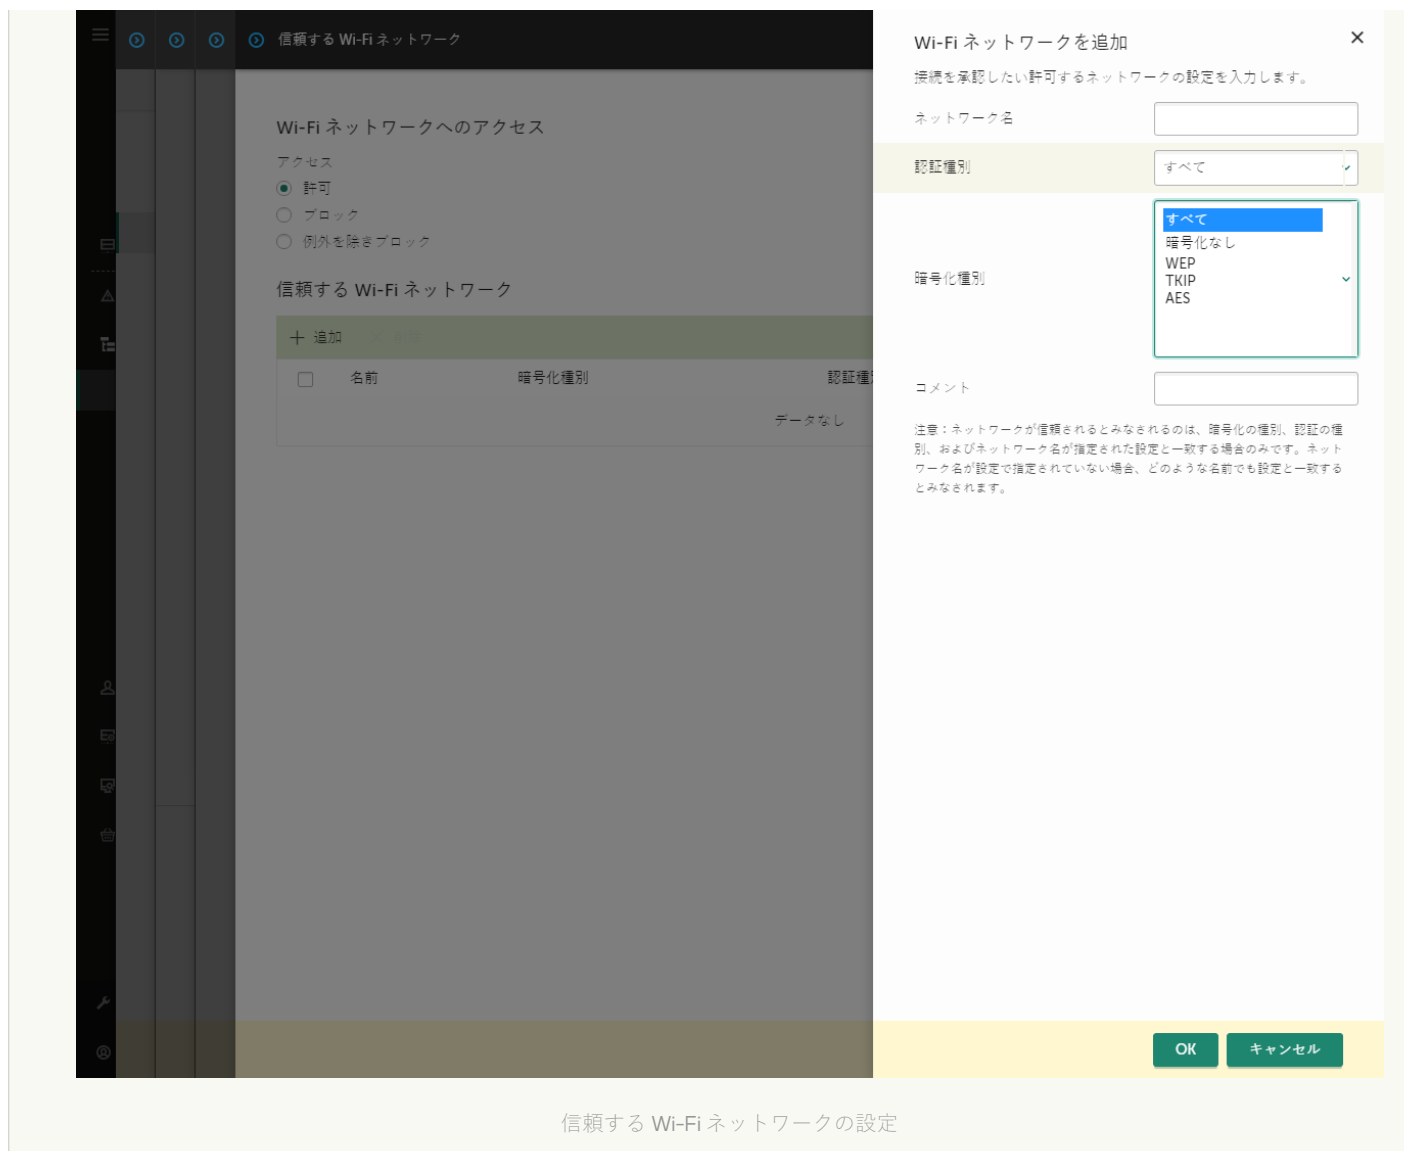 信頼する Wi-Fi ネットワーク
Wi-Fi ネットワークへのアクセス
アクセス
許可
ブロック
例外を除きブロック
信頼する Wi-Fi ネットワーク
追加
名前 暗号化種別 認証種
データなし
Wi-Fi ネットワークを追加
接続を承認したい許可するネットワークの設定を入力します。
ネットワーク名
認証種別 すべて
暗号化種別
すべて
暗号化なし
WEP
TKIP
AES
コメント
注意：ネットワークが信頼されるとみなされるのは、暗号化の種別、認証の種
別、およびネットワーク名が指定された設定と一致する場合のみです。ネット
ワーク名が設定で指定されていない場合、どのような名前でも設定と一致する
とみなされます。
OK キャンセル
信頼する Wi-Fi ネットワークの設定